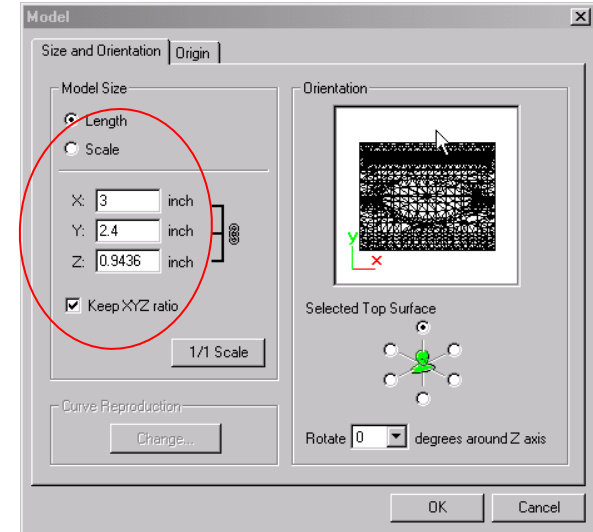 Model
Size and Orientation
Origin
Model Size
Length
Scale
X: 3 inch
Y: 2.4 inch
Z: 0.9436 inch
Keep XYZ ratio
1/1 Scale
Curve Reproduction
Change...
Orientation
y
x
Selected Top Surface
Rotate 0 degrees around Z axis
OK
Cancel